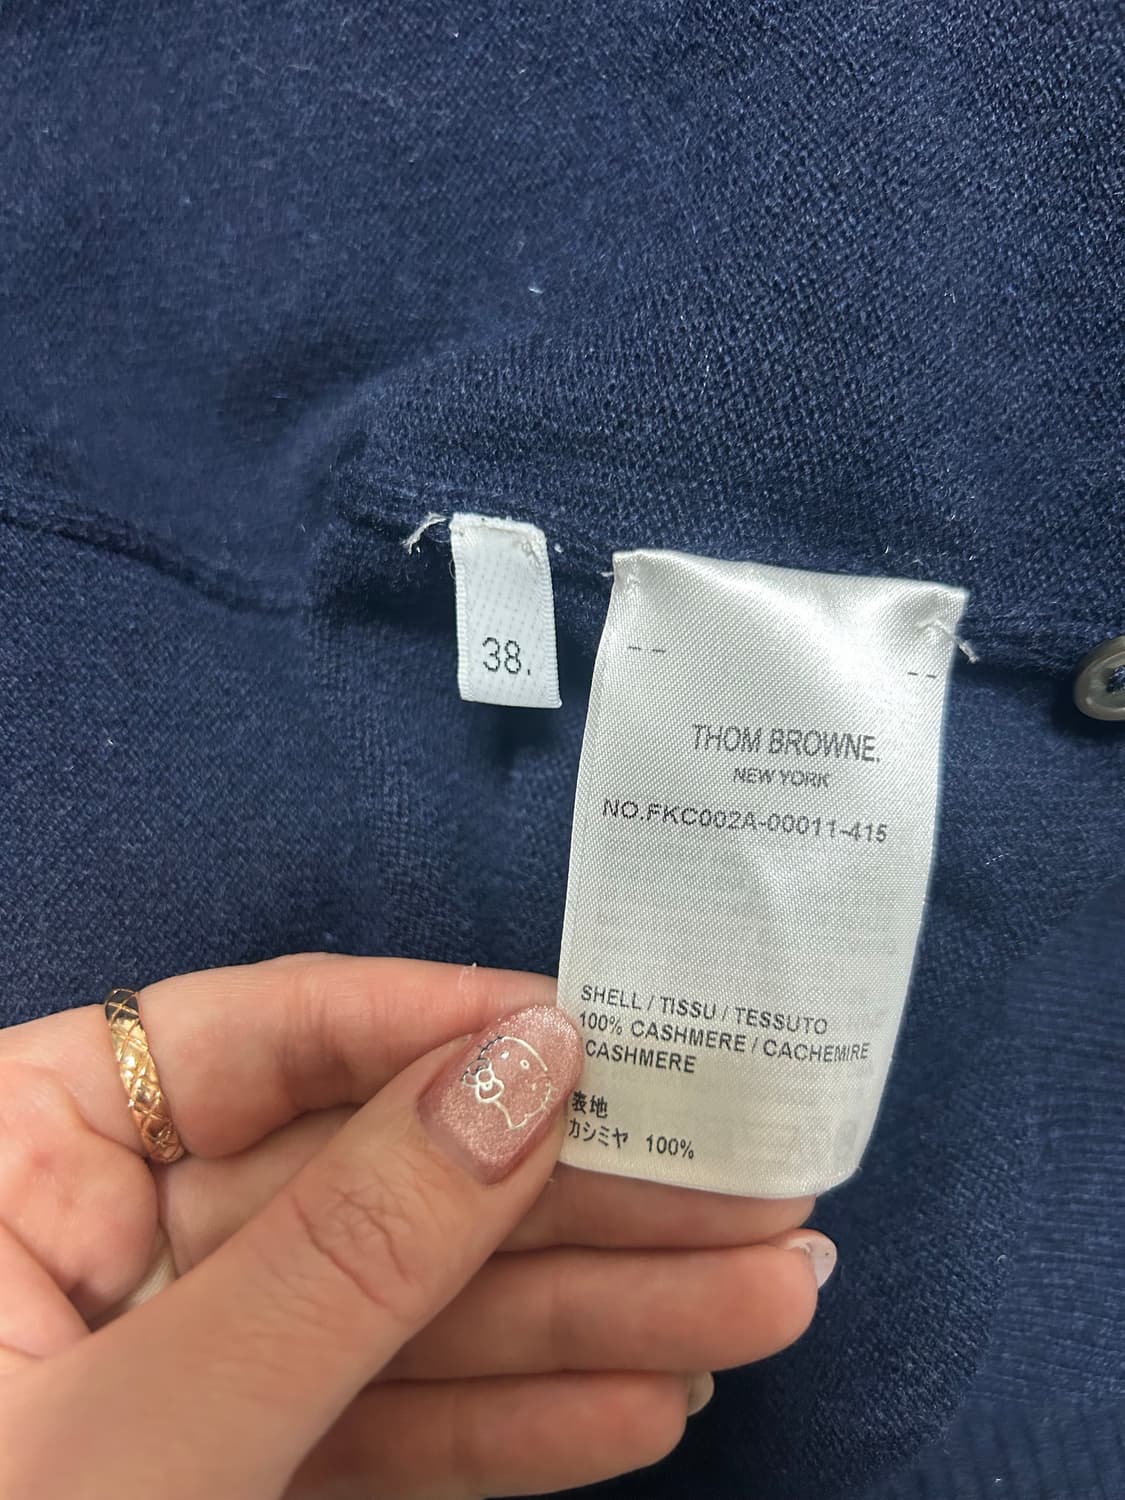 38.
THOM BROWNE.
NEW YORK
NO.FKC002A-00011-415
SHELL / TISSU / TESSUTO
100% CASHMERE / CACHEMIRE
CASHMERE
表地
カシミヤ 100%